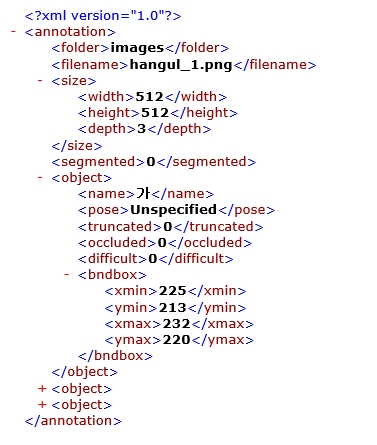 <?xml version="1.0"?>
- <annotation>
<folder>images</folder>
<filename>hangul_1.png</filename>
- <size>
<width>512</width>
<height>512</height>
<depth>3</depth>
</size>
<segmented>0</segmented>
- <object>
<name>가</name>
<pose>Unspecified</pose>
<truncated>0</truncated>
<occluded>0</occluded>
<difficult>0</difficult>
- <bndbox>
<xmin>225</xmin>
<ymin>213</ymin>
<xmax>232</xmax>
<ymax>220</ymax>
</bndbox>
</object>
+ <object>
+ <object>
</annotation>